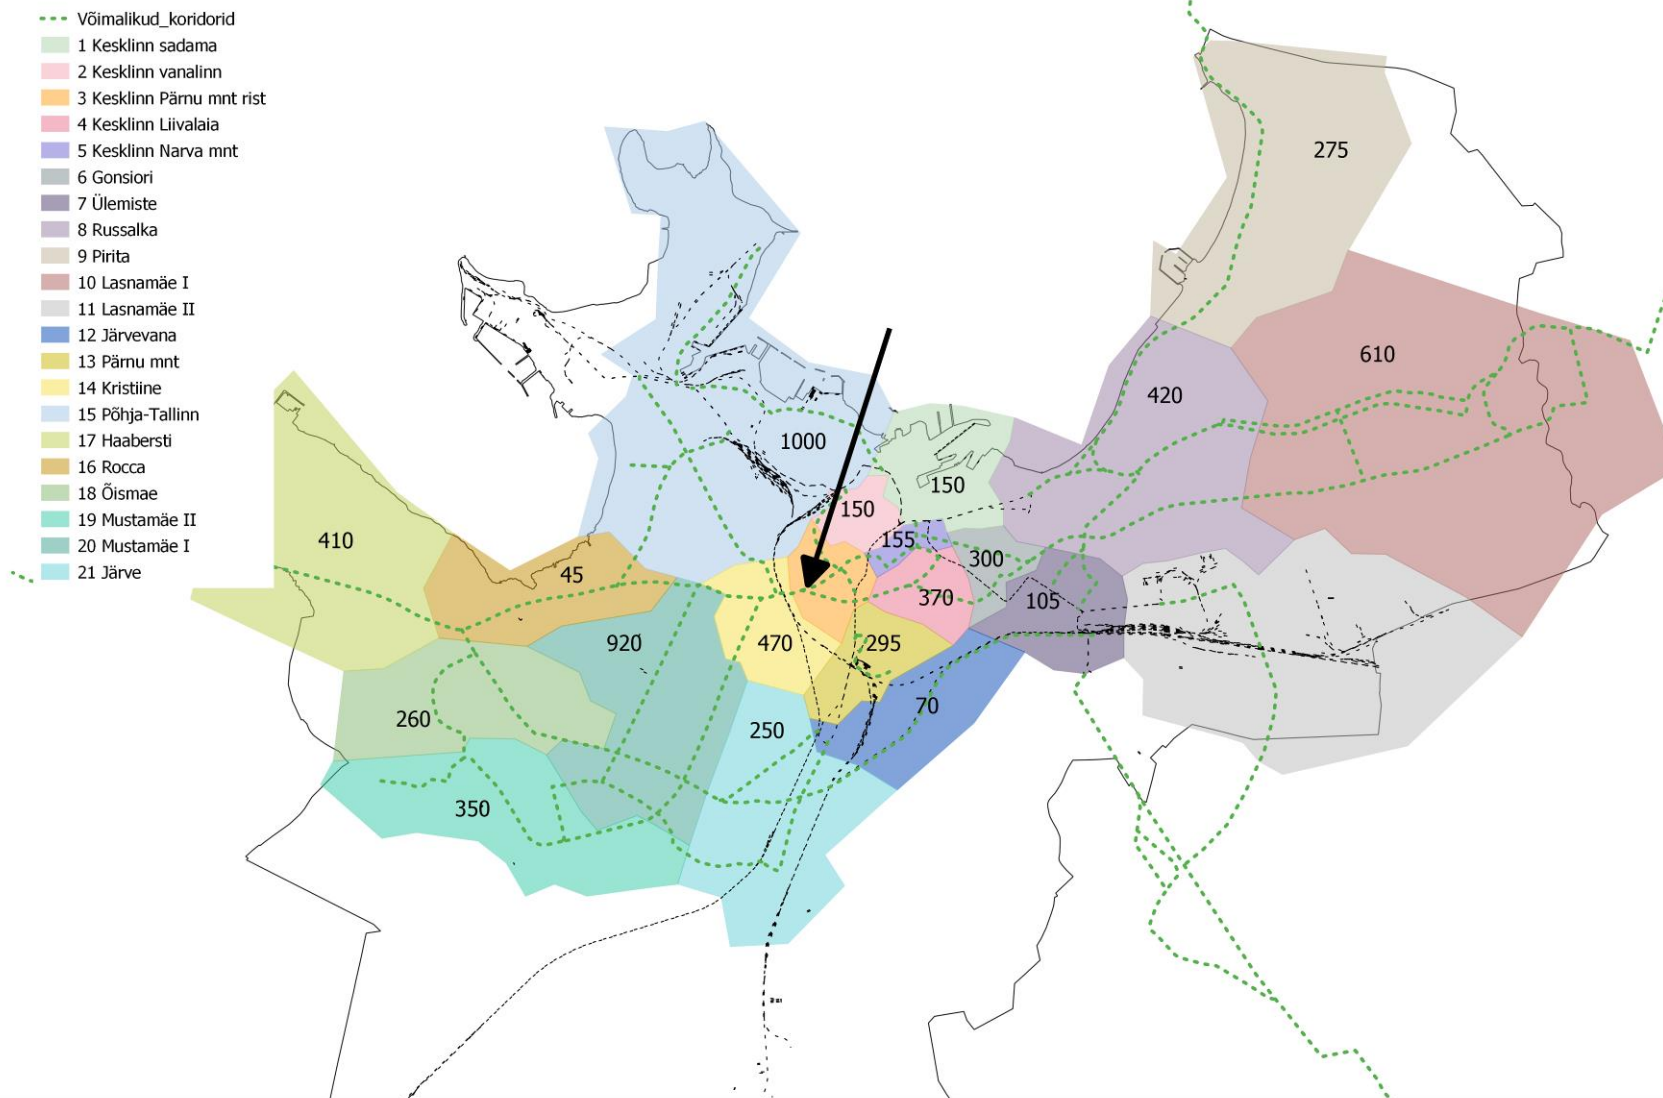 Võimalikud_koridorid
1 Kesklinn sadama
2 Kesklinn vanalinn
3 Kesklinn Pärnu mnt rist
4 Kesklinn Liivalaia
5 Kesklinn Narva mnt
6 Gonsiori
7 Ülemiste
8 Russalka
9 Pirita
10 Lasnamäe I
11 Lasnamäe II
12 Järvevana
13 Pärnu mnt
14 Kristiine
15 Põhja-Tallinn
17 Haabersti
16 Rocca
18 Õismae
19 Mustamäe II
20 Mustamäe I
21 Järve
275
610
420
1000
150
150
155
410
300
45
370
105
920
470
295
260
250
70
350